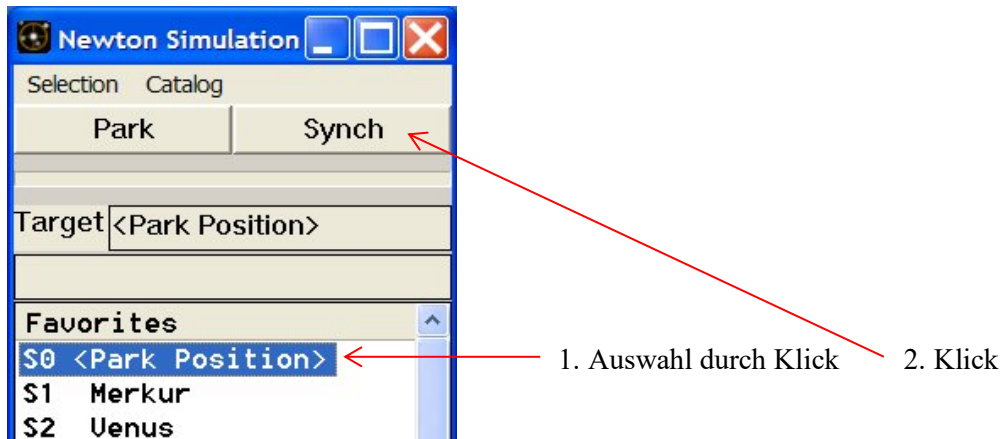 Newton Simulation
Selection Catalog
Park Synch
Target <Park Position>
Favorites
S0 <Park Position> 1. Auswahl durch Klick 2. Klick
S1 Merkur
S2 Venus